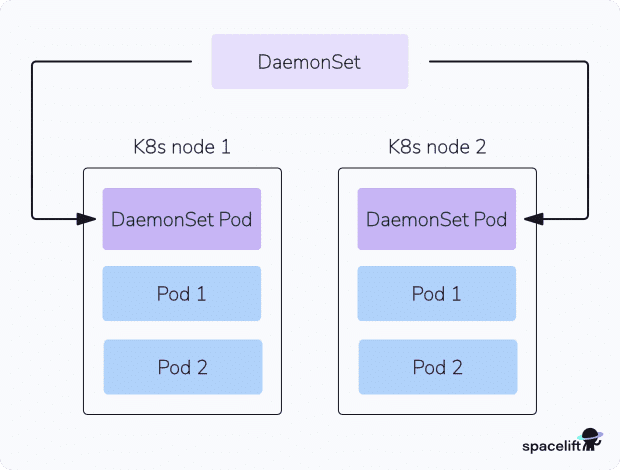 DaemonSet
K8s node 1
K8s node 2
DaemonSet Pod
DaemonSet Pod
Pod 1
Pod 1
Pod 2
Pod 2
spacelift